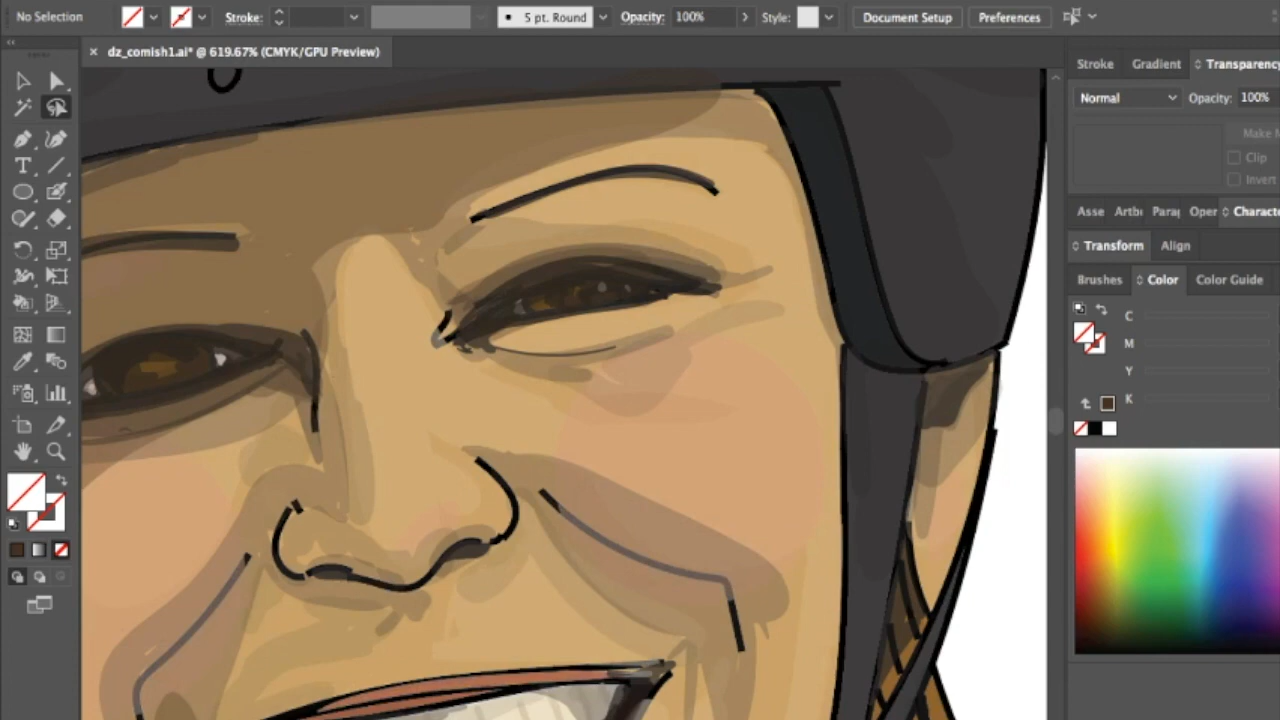 No Selection Stroke: 5 pt. Round Opacity: 100% Style: Document Setup Preferences
dz_comish1.ai* @ 619.67% (CMYK/GPU Preview)
Stroke Gradient Transparency
Normal Opacity: 100%
Make M
Clip
Invert
Asse Artb Para Oper Characte
Transform Align
Brushes Color Color Guide
C
M
Y
K